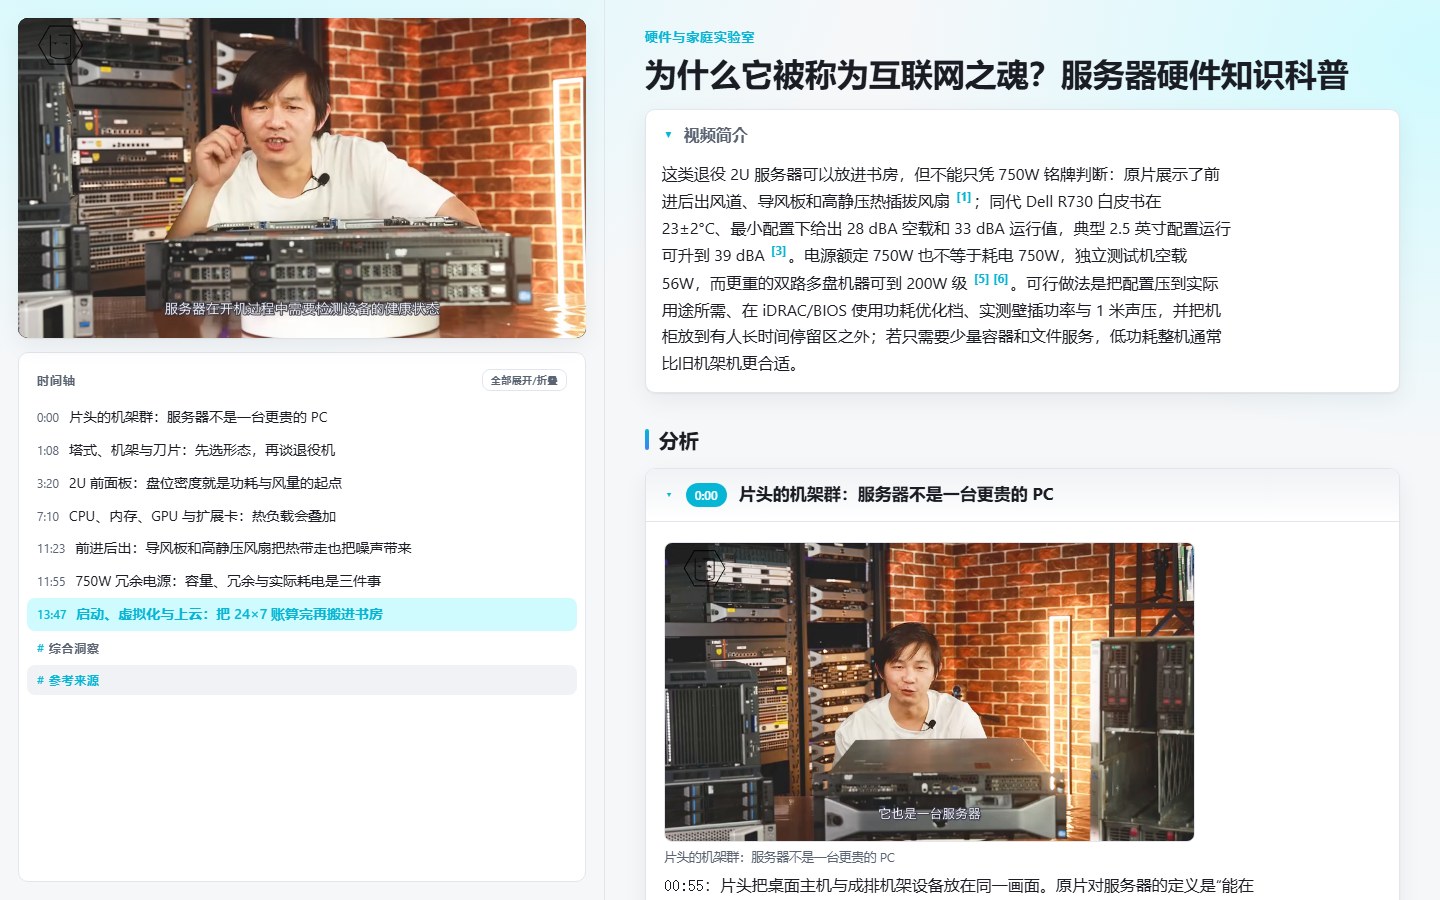 服务器在开机过程中需要检测设备的健康状态
时间轴
全部展开/折叠
0:00 片头的机架群：服务器不是一台更贵的 PC
1:08 塔式、机架与刀片：先选形态，再谈退役机
3:20 2U 前面板：盘位密度就是功耗与风量的起点
7:10 CPU、内存、GPU 与扩展卡：热负载会叠加
11:23 前进后出：导风板和高静压风扇把热带走也把噪声带来
11:55 750W 冗余电源：容量、冗余与实际耗电是三件事
13:47 启动、虚拟化与上云：把 24×7 账算完再搬进书房
# 综合洞察
# 参考来源
硬件与家庭实验室
为什么它被称为互联网之魂？服务器硬件知识科普
视频简介
这类退役 2U 服务器可以放进书房，但不能只凭 750W 铭牌判断：原片展示了前
进后出风道、导风板和高静压热插拔风扇 [1]；同代 Dell R730 白皮书在
23±2°C、最小配置下给出 28 dBA 空载和 33 dBA 运行值，典型 2.5 英寸配置运行
可升到 39 dBA [3]。电源额定 750W 也不等于耗电 750W，独立测试机空载
56W，而更重的双路多盘机器可到 200W 级 [5] [6]。可行做法是把配置压到实际
用途所需、在 iDRAC/BIOS 使用功耗优化档、实测壁插功率与 1 米声压，并把机
柜放到有人长时间停留区之外；若只需要少量容器和文件服务，低功耗整机通常
比旧机架机更合适。
分析
0:00 片头的机架群：服务器不是一台更贵的 PC
它也是一台服务器
片头的机架群：服务器不是一台更贵的 PC
00:55：片头把桌面主机与成排机架设备放在同一画面。原片对服务器的定义是“能在